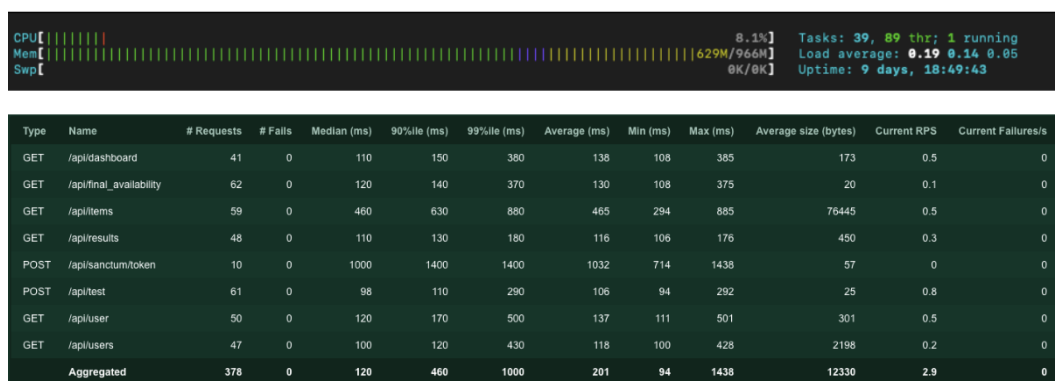 CPU[||||||||| 8.1%] Tasks: 39, 89 thr; 1 running
Mem[||||||||||||||||||||||||||||||||||||||||||||||||||||||||||||||||||||||||||||||||||629M/966M] Load average: 0.19 0.14 0.05
Swp[ 0K/0K] Uptime: 9 days, 18:49:43
Type Name # Requests # Fails Median (ms) 90%ile (ms) 99%ile (ms) Average (ms) Min (ms) Max (ms) Average size (bytes) Current RPS Current Failures/s
GET /api/dashboard 41 0 110 150 380 138 108 385 173 0.5 0
GET /api/final_availability 62 0 120 140 370 130 108 375 20 0.1 0
GET /api/items 59 0 460 630 880 465 294 885 76445 0.5 0
GET /api/results 48 0 110 130 180 116 106 176 450 0.3 0
POST /api/sanctum/token 10 0 1000 1400 1400 1032 714 1438 57 0 0
POST /api/test 61 0 98 110 290 106 94 292 25 0.8 0
GET /api/user 50 0 120 170 500 137 111 501 301 0.5 0
GET /api/users 47 0 100 120 430 118 100 428 2198 0.2 0
Aggregated 378 0 120 460 1000 201 94 1438 12330 2.9 0